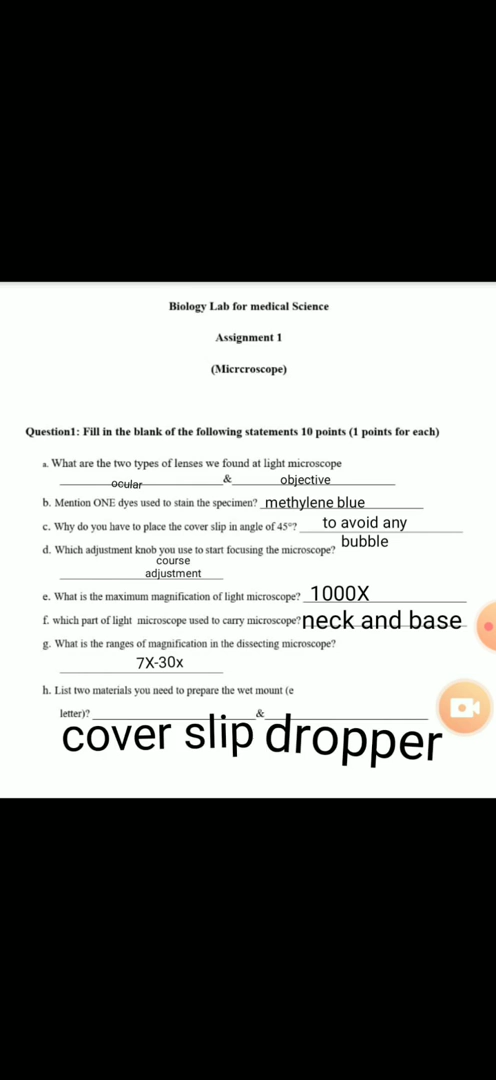 Biology Lab for medical Science
Assignment 1
(Micrcroscope)
Question1: Fill in the blank of the following statements 10 points (1 points for each)
a. What are the two types of lenses we found at light microscope
ocular & objective
b. Mention ONE dyes used to stain the specimen? methylene blue
c. Why do you have to place the cover slip in angle of 45°? to avoid any
bubble
d. Which adjustment knob you use to start focusing the microscope?
course
adjustment
e. What is the maximum magnification of light microscope? 1000X
f. which part of light microscope used to carry microscope? neck and base
g. What is the ranges of magnification in the dissecting microscope?
7X-30x
h. List two materials you need to prepare the wet mount (e
letter)? &
cover slip dropper